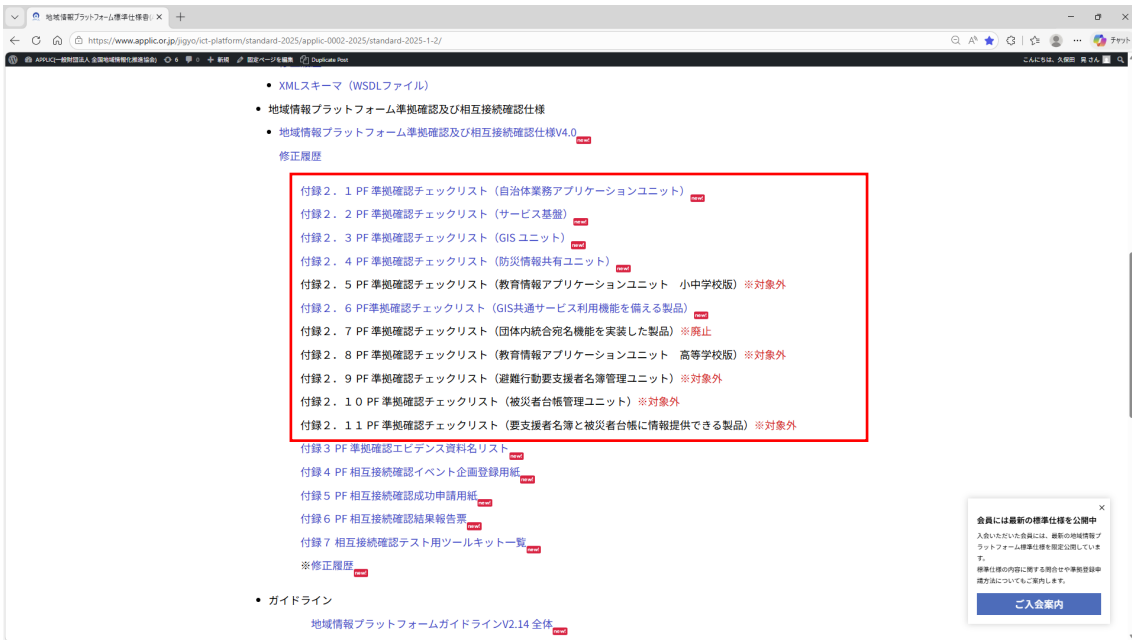 地域情報プラットフォーム標準仕様書(
https://www.applic.or.jp/jigyo/ict-platform/standard-2025/applic-0002-2025/standard-2025-1-2/
チャット
APPLIC(一般財団法人 全国地域情報化推進協会) 6 0 新規 固定ページを編集 Duplicate Post
こんにちは、久保田 晃 さん
XMLスキーマ（WSDLファイル）
地域情報プラットフォーム準拠確認及び相互接続確認仕様
地域情報プラットフォーム準拠確認及び相互接続確認仕様V4.0 new!
修正履歴
付録２．１ PF 準拠確認チェックリスト（自治体業務アプリケーションユニット） new!
付録２．２ PF 準拠確認チェックリスト（サービス基盤） new!
付録２．３ PF 準拠確認チェックリスト（GIS ユニット） new!
付録２．４ PF 準拠確認チェックリスト（防災情報共有ユニット） new!
付録２．５ PF 準拠確認チェックリスト（教育情報アプリケーションユニット　小中学校版）※対象外
付録２．６ PF準拠確認チェックリスト（GIS共通サービス利用機能を備える製品） new!
付録２．７ PF 準拠確認チェックリスト（団体内統合宛名機能を実装した製品）※廃止
付録２．８ PF 準拠確認チェックリスト（教育情報アプリケーションユニット　高等学校版）※対象外
付録２．９ PF 準拠確認チェックリスト（避難行動要支援者名簿管理ユニット）※対象外
付録２．１０ PF 準拠確認チェックリスト（被災者台帳管理ユニット）※対象外
付録２．１１ PF 準拠確認チェックリスト（要支援者名簿と被災者台帳に情報提供できる製品）※対象外
付録３ PF 準拠確認エビデンス資料名リスト new!
付録４ PF 相互接続確認イベント企画登録用紙 new!
付録５ PF 相互接続確認成功申請用紙 new!
付録６ PF 相互接続確認結果報告票 new!
付録７ 相互接続確認テスト用ツールキット一覧 new!
※修正履歴 new!
ガイドライン
地域情報プラットフォームガイドラインV2.14 全体 new!
会員には最新の標準仕様を公開中
入会いただいた会員には、最新の地域情報プ
ラットフォーム標準仕様を限定公開していま
す。
標準仕様の内容に関する問合せや準拠登録申
請方法についてもご案内します。
ご入会案内